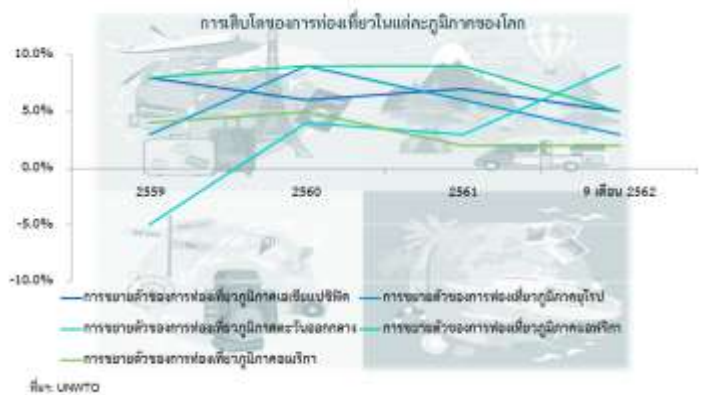 การเติบโตของการท่องเที่ยวในแต่ละภูมิภาคของโลก
10.0%
5.0%
0.0%
-5.0%
-10.0%
2559 2560 2561 9 เดือน 2562
การขยายตัวของการท่องเที่ยวภูมิภาคเอเชียแปซิฟิค การขยายตัวของการท่องเที่ยวภูมิภาคยุโรป
การขยายตัวของการท่องเที่ยวภูมิภาคตะวันออกกลาง การขยายตัวของการท่องเที่ยวภูมิภาคแอฟริกา
การขยายตัวของการท่องเที่ยวภูมิภาคอเมริกา
ที่มา: UNWTO